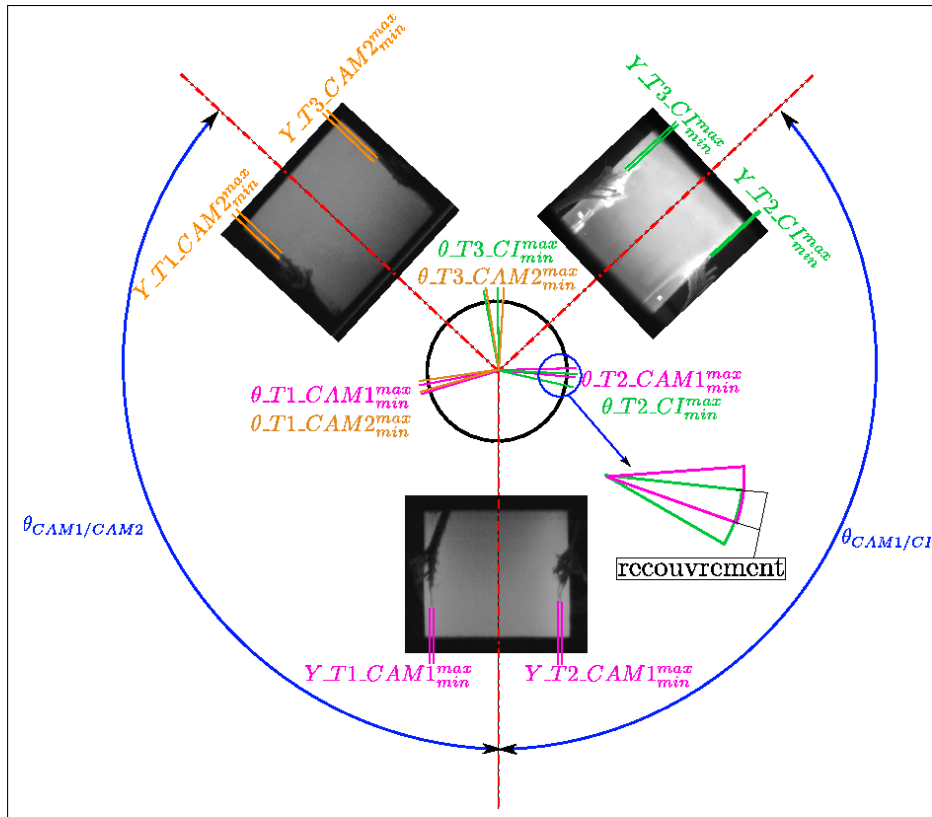 Y_T3_CAM2^{max}_{min}
Y_T3_CI^{max}_{min}
Y_T1_CAM2^{max}_{min}
Y_T2_CI^{max}_{min}
θ_T3_CI^{max}_{min}
θ_T3_CAM2^{max}_{min}
θ_T1_CAM1^{max}_{min}
θ_T2_CAM1^{max}_{min}
θ_T1_CAM2^{max}_{min}
θ_T2_CI^{max}_{min}
θ_{CAM1/CAM2}
θ_{CAM1/CI}
recouvrement
Y_T1_CAM1^{max}_{min}
Y_T2_CAM1^{max}_{min}